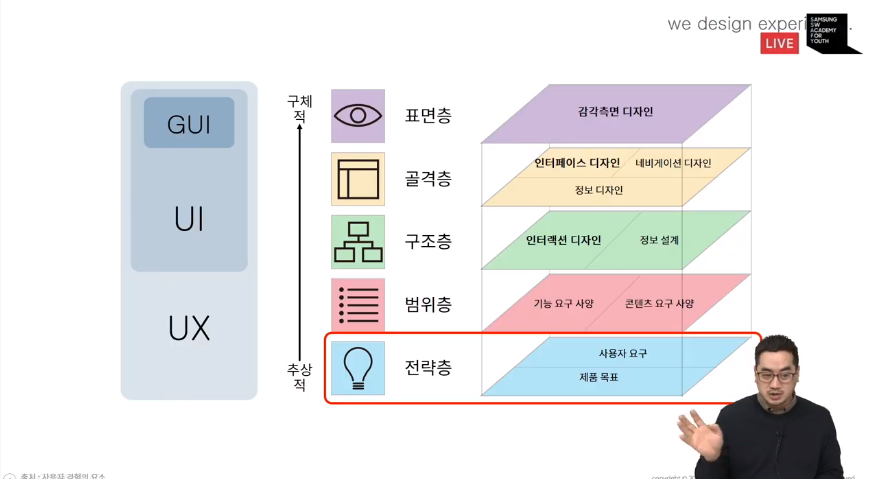 we design experi
LIVE
SAMSUNG
SW
ACADEMY
FOR
YOUTH
GUI
UI
UX
구체
적
추상
적
표면층
감각측면 디자인
골격층
인터페이스 디자인
네비게이션 디자인
정보 디자인
구조층
인터랙션 디자인
정보 설계
범위층
기능 요구 사양
콘텐츠 요구 사양
전략층
사용자 요구
제품 목표
출처 : 사용자 경험의 요소
copyright ©